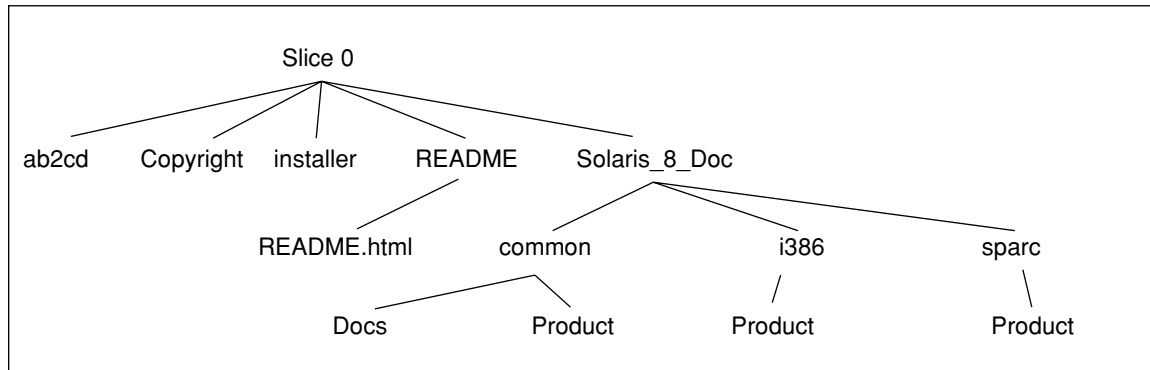 Slice 0
ab2cd Copyright installer README Solaris_8_Doc
README.html common i386 sparc
Docs Product Product Product